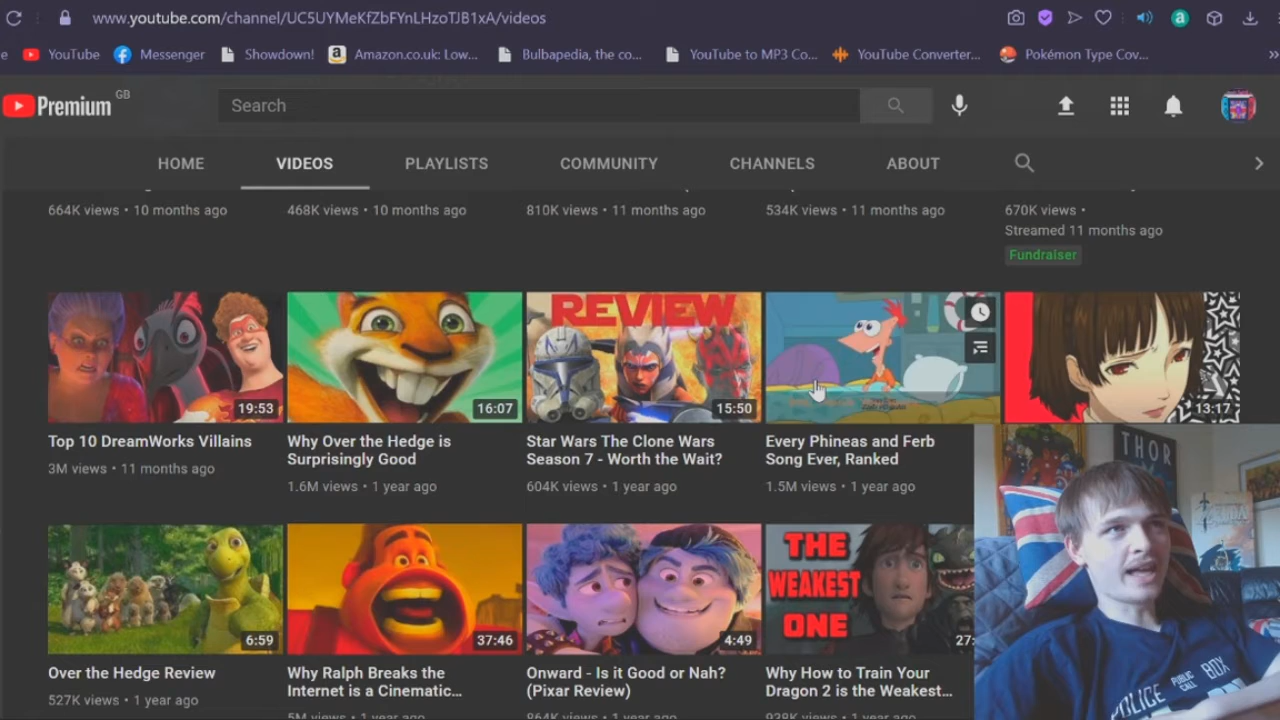 www.youtube.com/channel/UC5UYMeKfZbFYnLHzoTJB1xA/videos
YouTube
Messenger
Showdown!
Amazon.co.uk: Low...
Bulbapedia, the co...
YouTube to MP3 Co...
YouTube Converter...
Pokémon Type Cov...
Premium GB
Search
HOME
VIDEOS
PLAYLISTS
COMMUNITY
CHANNELS
ABOUT
664K views • 10 months ago
468K views • 10 months ago
810K views • 11 months ago
534K views • 11 months ago
670K views •
Streamed 11 months ago
Fundraiser
19:53
Top 10 DreamWorks Villains
3M views • 11 months ago
16:07
Why Over the Hedge is
Surprisingly Good
1.6M views • 1 year ago
REVIEW
15:50
Star Wars The Clone Wars
Season 7 - Worth the Wait?
604K views • 1 year ago
Every Phineas and Ferb
Song Ever, Ranked
1.5M views • 1 year ago
13:17
6:59
Over the Hedge Review
527K views • 1 year ago
37:46
Why Ralph Breaks the
Internet is a Cinematic...
5M views • 1 year ago
4:49
Onward - Is it Good or Nah?
(Pixar Review)
864K views • 1 year ago
THE
WEAKEST
ONE
27:
Why How to Train Your
Dragon 2 is the Weakest...
938K views • 1 year ago
THOR
POLICE
PUBLIC
CALL
BOX